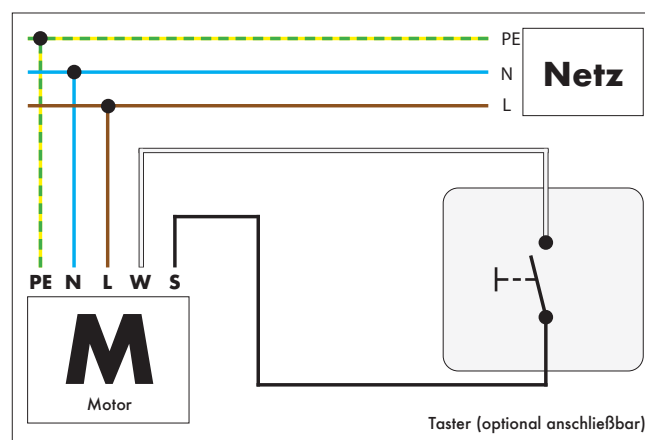 PE
N
L
Netz
PE N L W S
M
Motor
Taster (optional anschließbar)